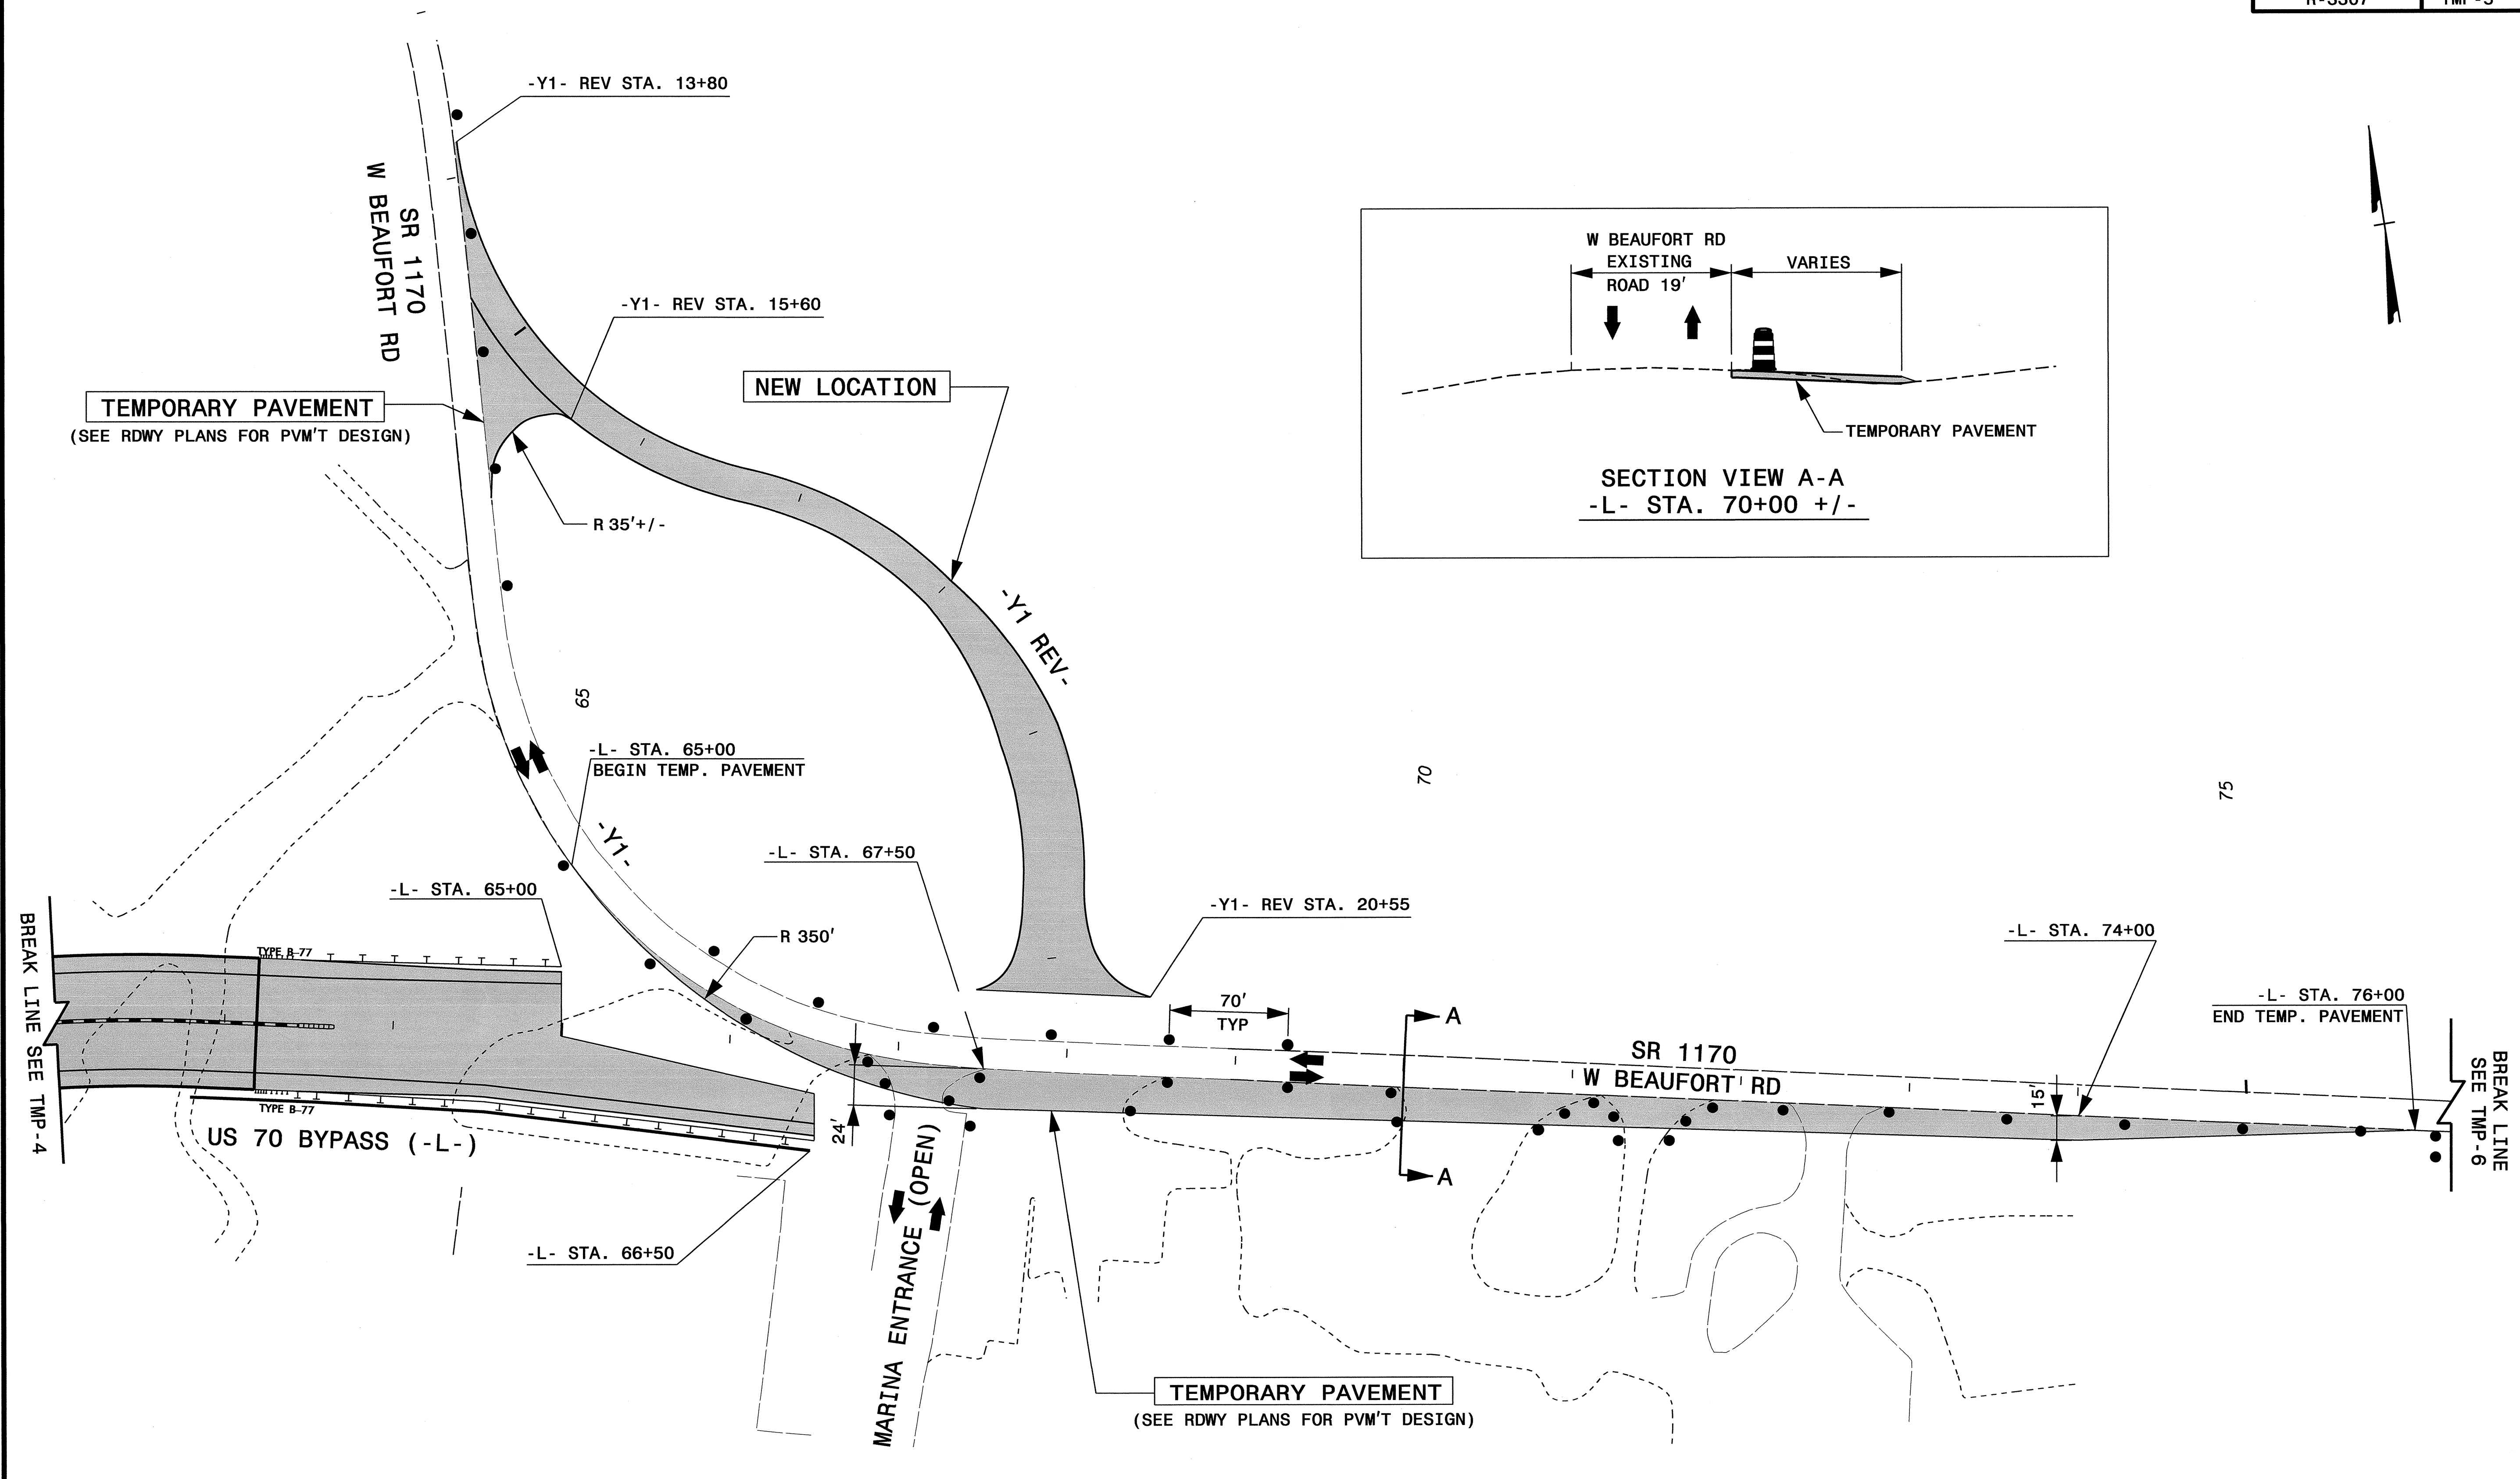 -Y1- REV STA. 13+80
SR 1170
W BEAUFORT RD
-Y1- REV STA. 15+60
TEMPORARY PAVEMENT
(SEE RDWY PLANS FOR PVM'T DESIGN)
NEW LOCATION
R 35'+/-
-Y1 REV-
W BEAUFORT RD
EXISTING
ROAD 19'
VARIES
TEMPORARY PAVEMENT
SECTION VIEW A-A
-L- STA. 70+00 +/-
65
70
75
-L- STA. 65+00
BEGIN TEMP. PAVEMENT
-Y1-
-L- STA. 67+50
-L- STA. 65+00
R 350'
-Y1- REV STA. 20+55
-L- STA. 74+00
70'
TYP
-L- STA. 76+00
END TEMP. PAVEMENT
A
A
SR 1170
W BEAUFORT RD
15'
24'
BREAK LINE SEE TMP-4
TYPE B-77
TYPE B-77
US 70 BYPASS (-L-)
-L- STA. 66+50
MARINA ENTRANCE (OPEN)
TEMPORARY PAVEMENT
(SEE RDWY PLANS FOR PVM'T DESIGN)
BREAK LINE
SEE TMP-6